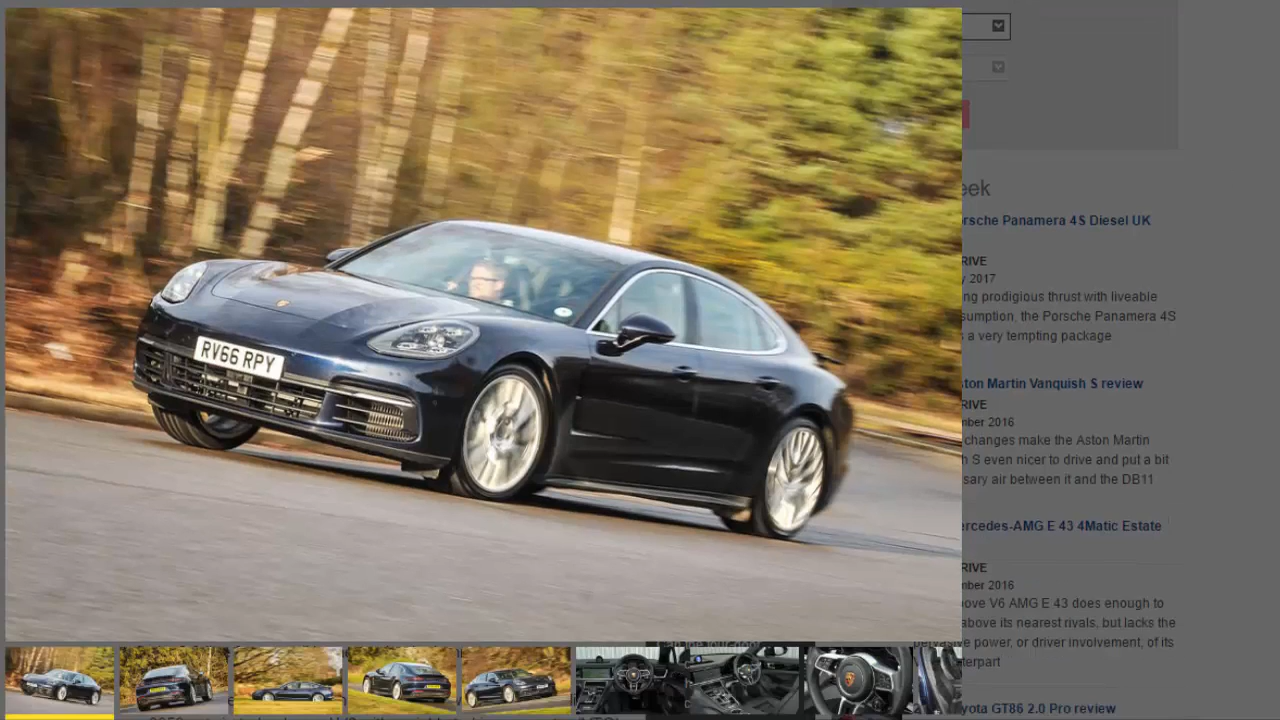 RV66 RPY
eek
rsche Panamera 4S Diesel UK
RIVE
y 2017
ng prodigious thrust with liveable
sumption, the Porsche Panamera 4S
s a very tempting package
ston Martin Vanquish S review
RIVE
mber 2016
changes make the Aston Martin
h S even nicer to drive and put a bit
ssary air between it and the DB11
ercedes-AMG E 43 4Matic Estate
RIVE
mber 2016
bove V6 AMG E 43 does enough to
above its nearest rivals, but lacks the
pervasive power, or driver involvement, of its
terpart
yota GT86 2.0 Pro review